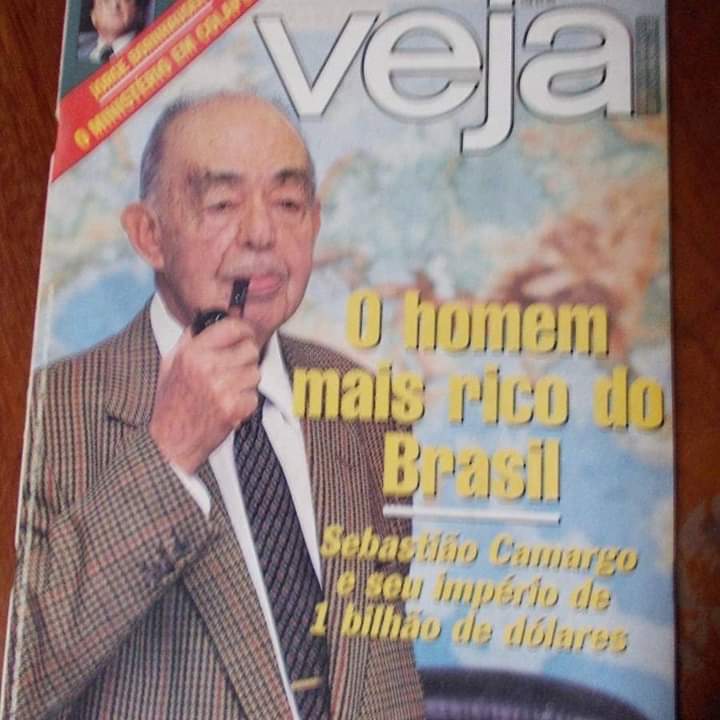 veja
JORGE BORNHAUSEN
O MINISTÉRIO EM COLAPSO
O homem
mais rico do
Brasil
Sebastião Camargo
e seu império de
1 bilhão de dólares